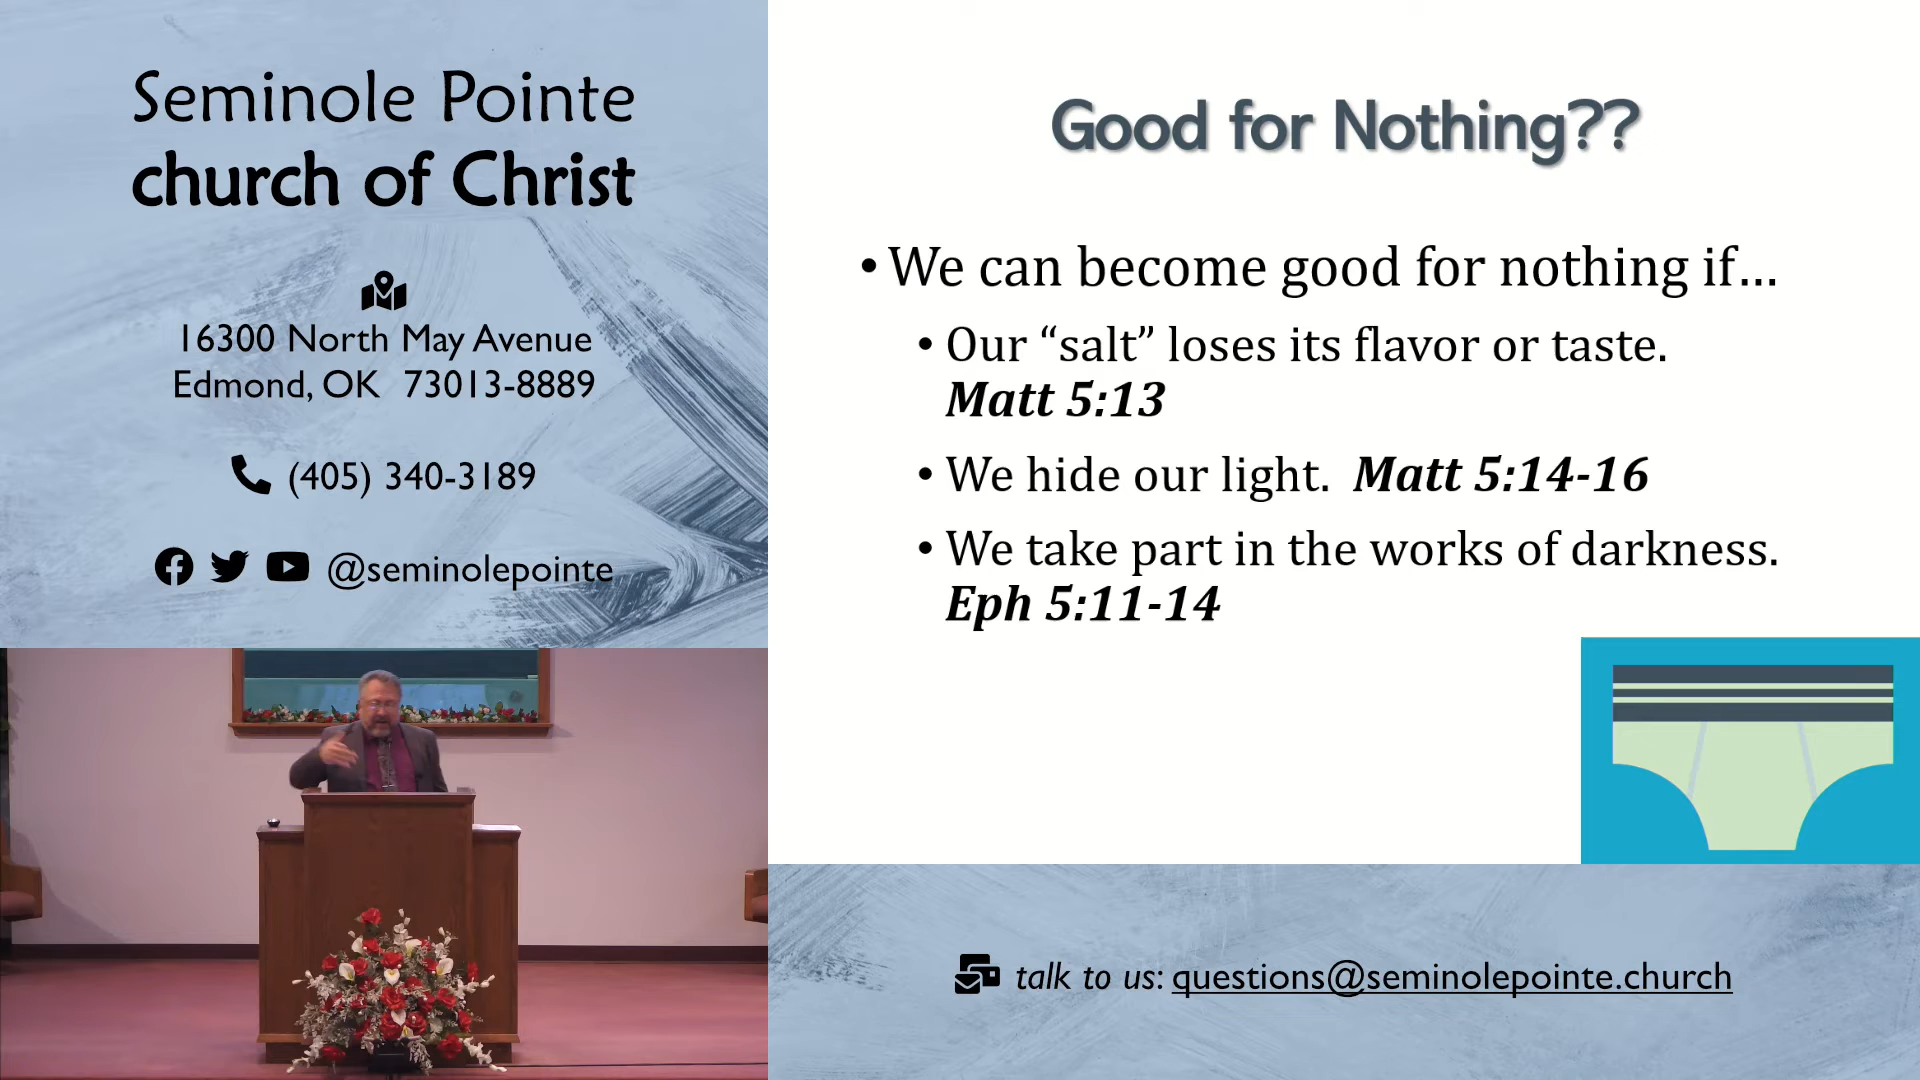 Seminole Pointe
church of Christ
16300 North May Avenue
Edmond, OK 73013-8889
(405) 340-3189
@seminolepointe
Good for Nothing??
• We can become good for nothing if...
• Our “salt” loses its flavor or taste.
Matt 5:13
• We hide our light. Matt 5:14-16
• We take part in the works of darkness.
Eph 5:11-14
talk to us: questions@seminolepointe.church